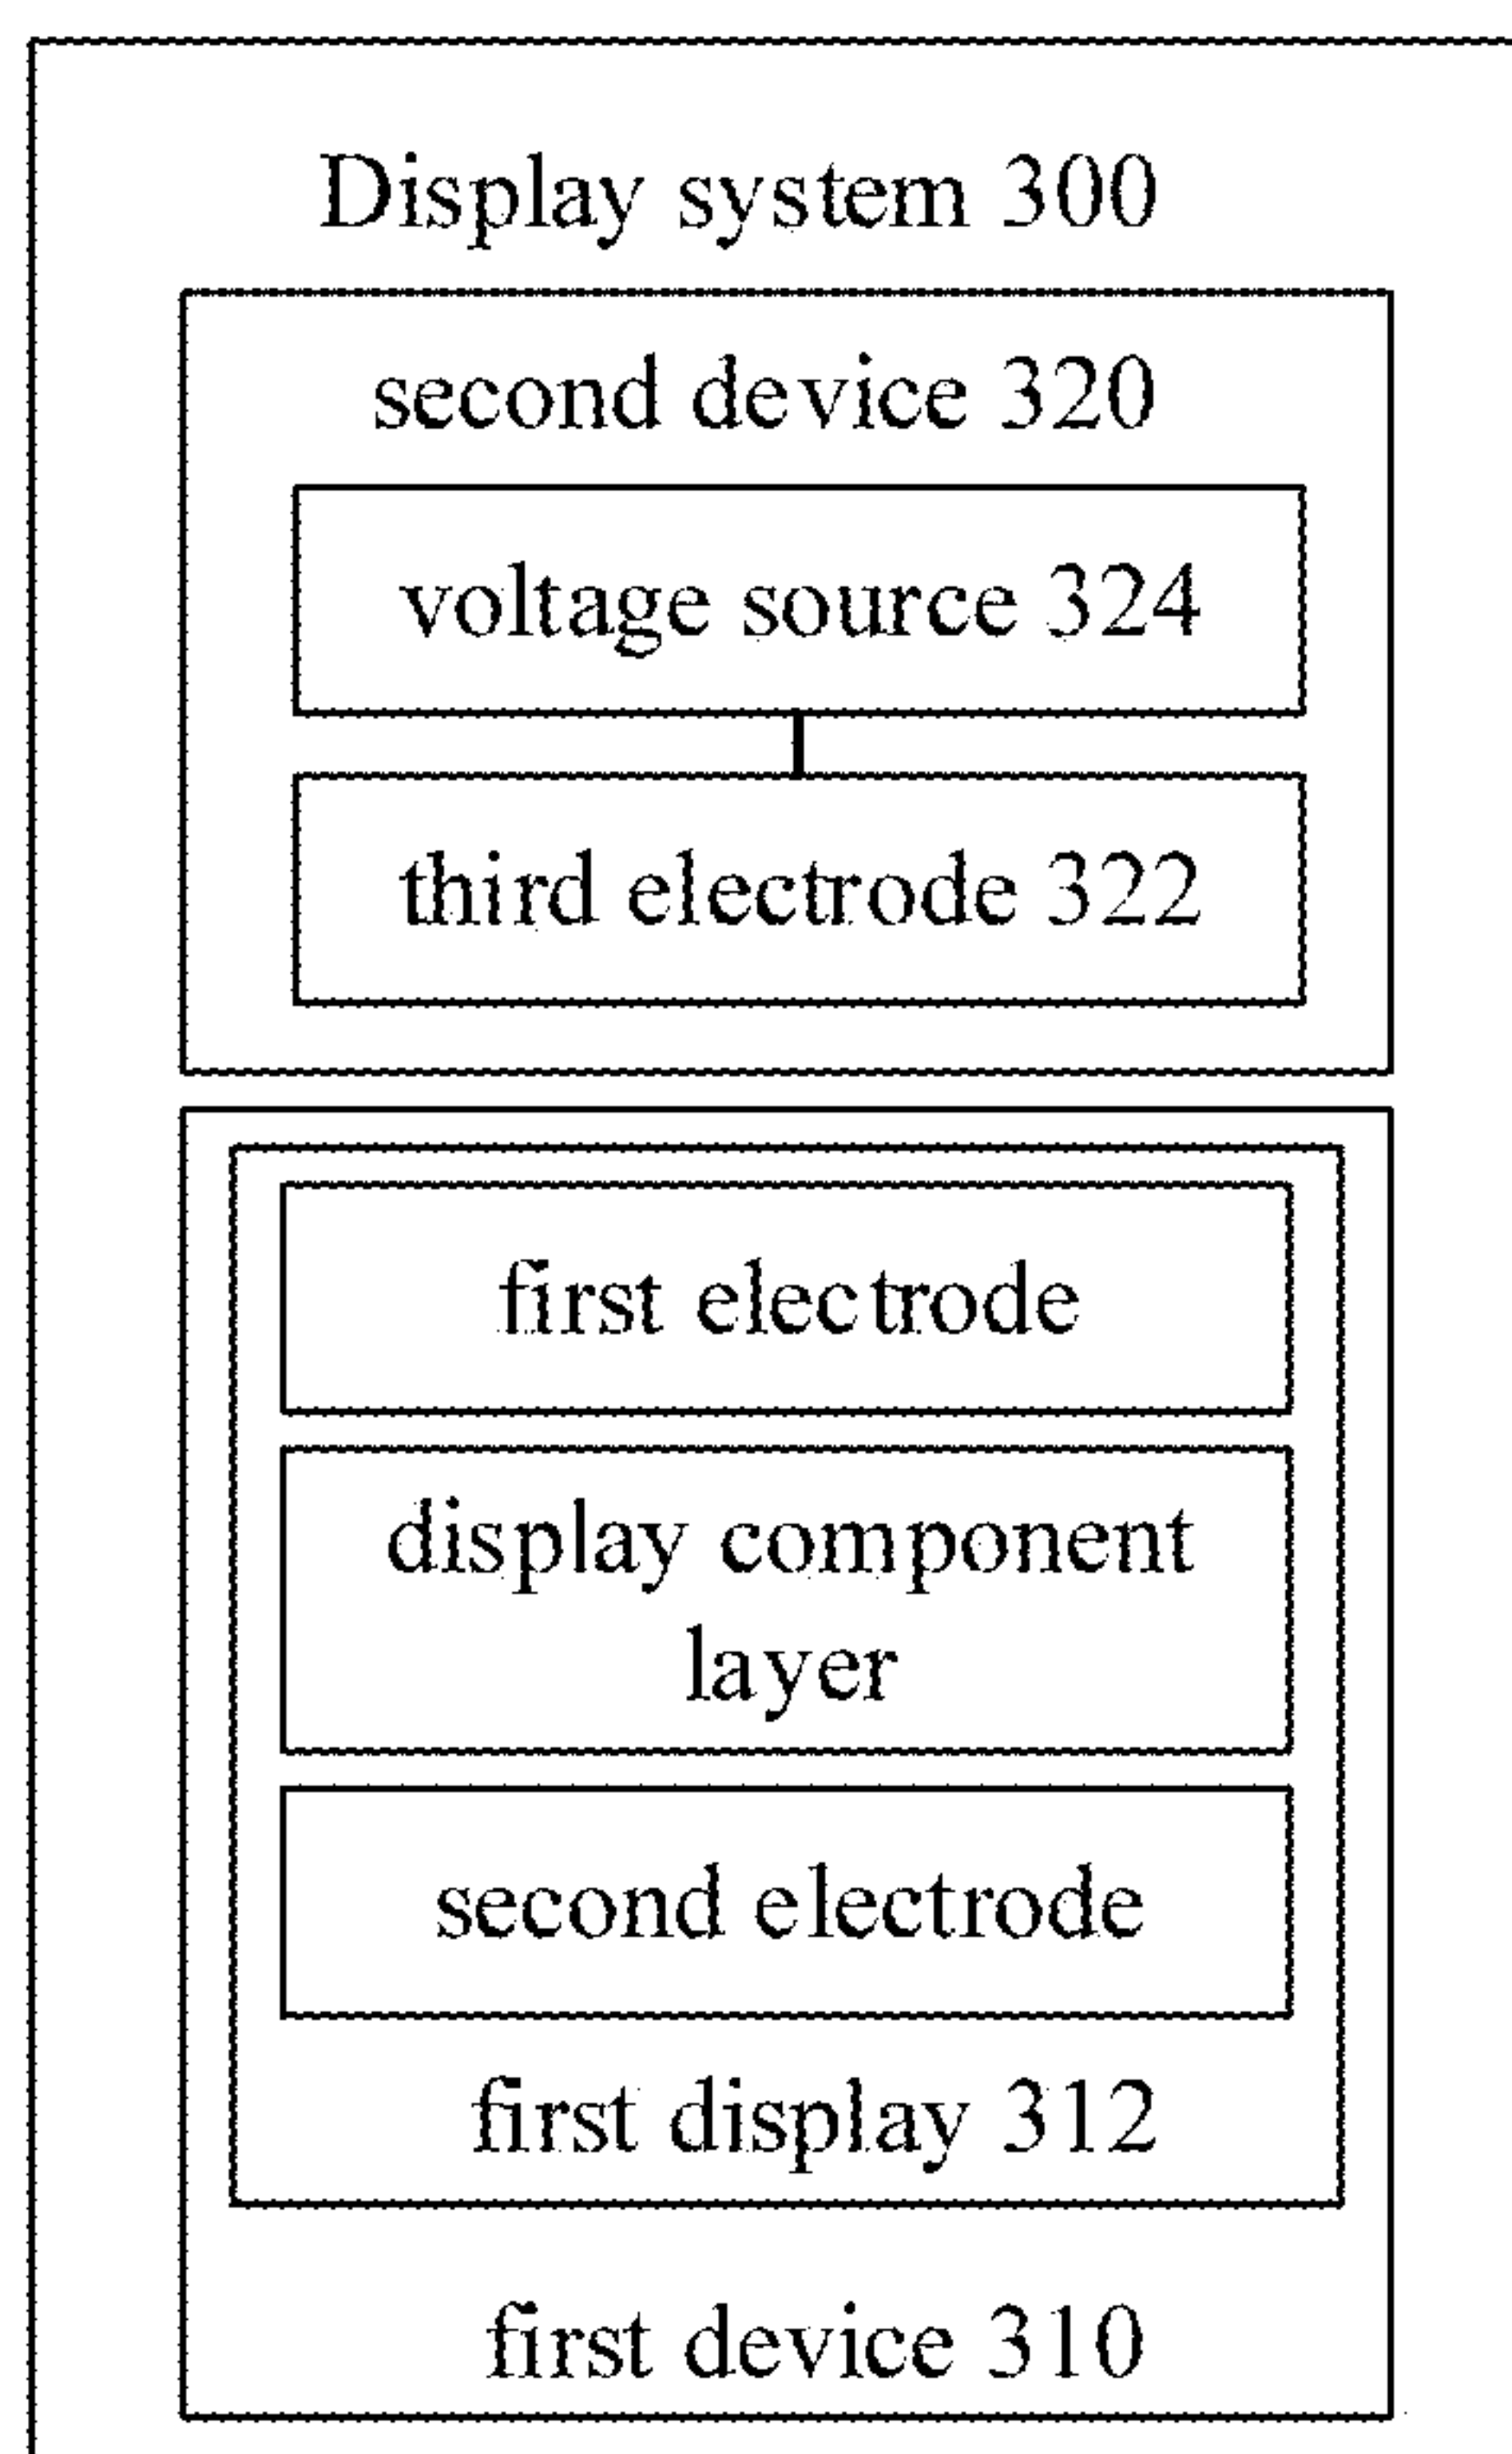 Display system 300
second device 320
voltage source 324
third electrode 322
first electrode
display component
layer
second electrode
first display 312
first device 310